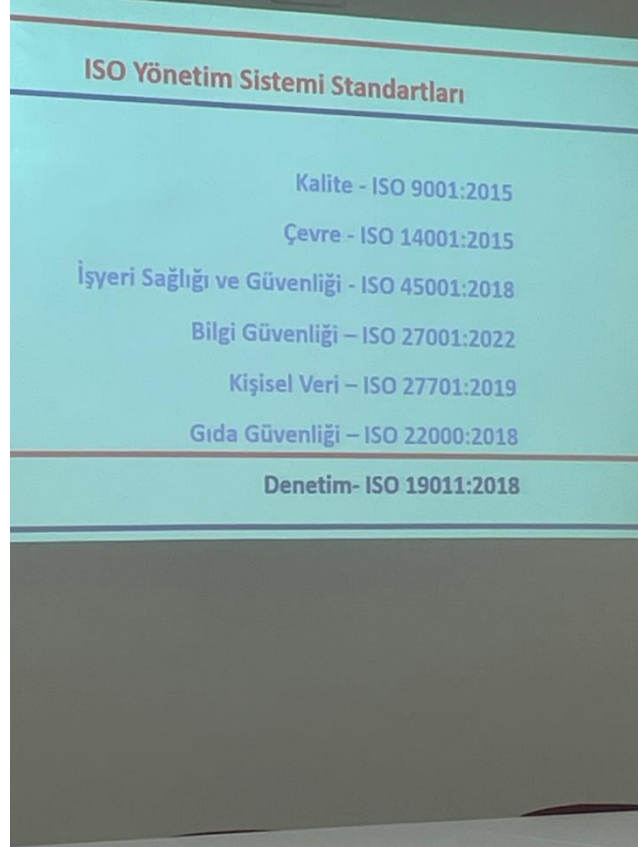 ISO Yönetim Sistemi Standartları
Kalite - ISO 9001:2015
Çevre - ISO 14001:2015
İşyeri Sağlığı ve Güvenliği - ISO 45001:2018
Bilgi Güvenliği – ISO 27001:2022
Kişisel Veri – ISO 27701:2019
Gıda Güvenliği – ISO 22000:2018
Denetim- ISO 19011:2018